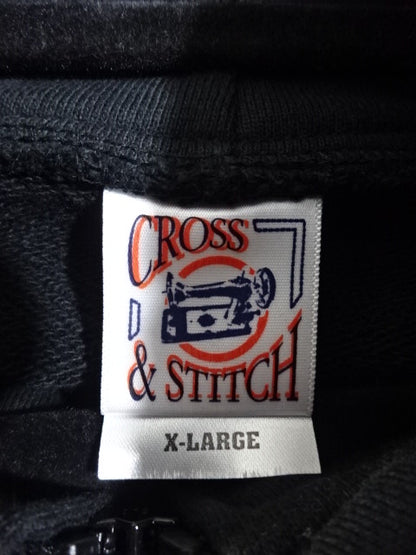 CROSS
& STITCH
X-LARGE